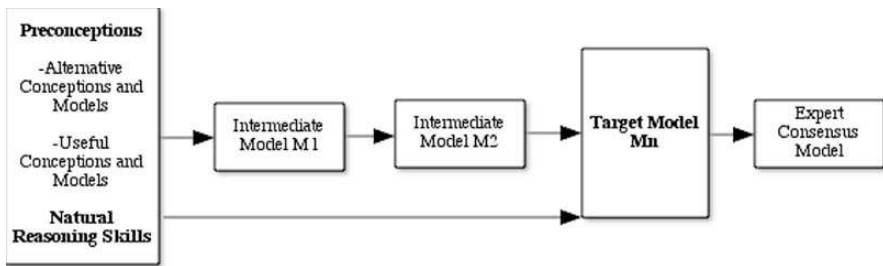 Preconceptions
-Alternative
Conceptions and
Models
-Useful
Conceptions and
Models
Natural
Reasoning Skills
Intermediate
Model M1
Intermediate
Model M2
Target Model
Mn
Expert
Consensus
Model